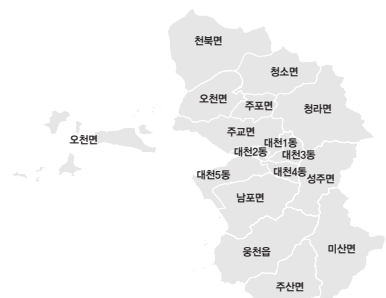 천북면
청소면
오천면
주포면
청라면
오천면
주교면
대천1동
대천2동
대천3동
대천4동
대천5동
성주면
남포면
웅천읍
미산면
주산면